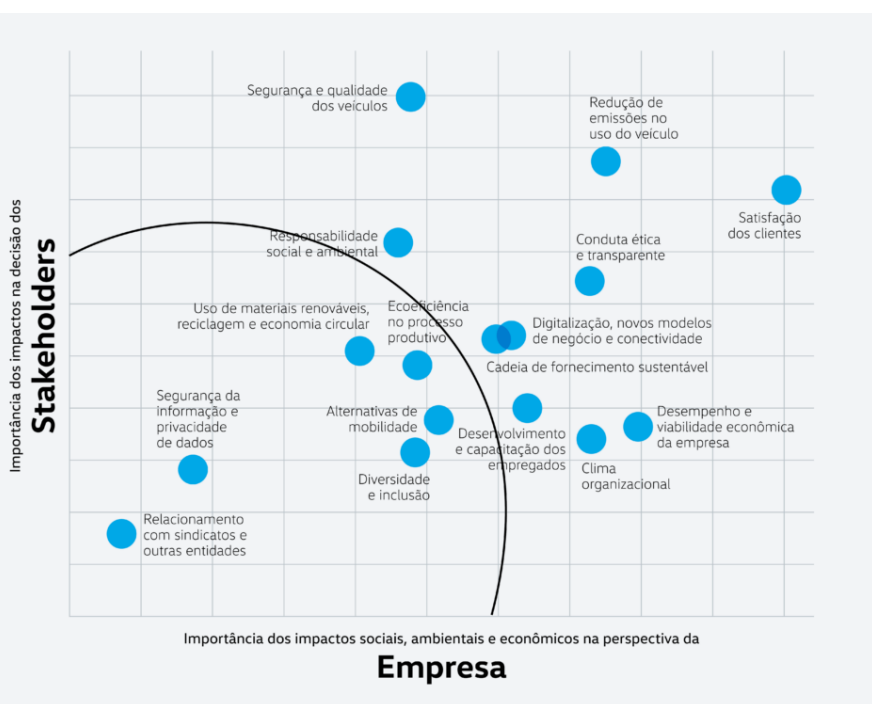 Segurança e qualidade
dos veículos
Redução de
emissões no
uso do veículo
Satisfação
dos clientes
Responsabilidade
social e ambiental
Conduta ética
e transparente
Uso de materiais renováveis,
reciclagem e economia circular
Ecoeficiência
no processo
produtivo
Digitalização, novos modelos
de negócio e conectividade
Cadeia de fornecimento sustentável
Segurança da
informação e
privacidade
de dados
Alternativas de
mobilidade
Desenvolvimento
e capacitação dos
empregados
Desempenho e
viabilidade econômica
da empresa
Clima
organizacional
Diversidade
e inclusão
Relacionamento
com sindicatos e
outras entidades
Importância dos impactos na decisão dos
Stakeholders
Importância dos impactos sociais, ambientais e econômicos na perspectiva da
Empresa